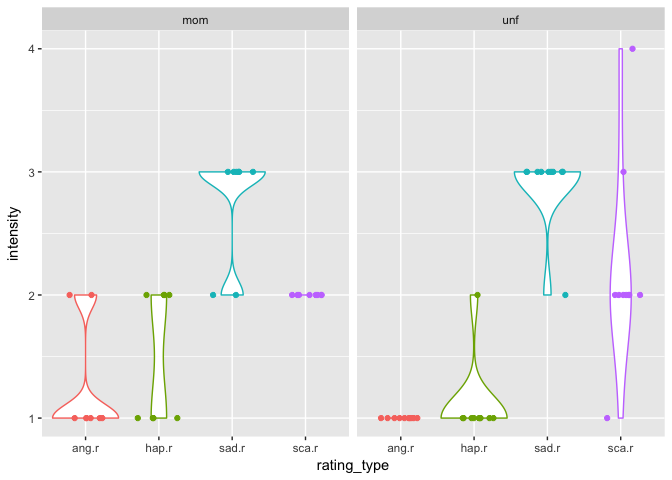 mom unf
4
3
2
1
intensity
ang.r hap.r sad.r sca.r ang.r hap.r sad.r sca.r
rating_type